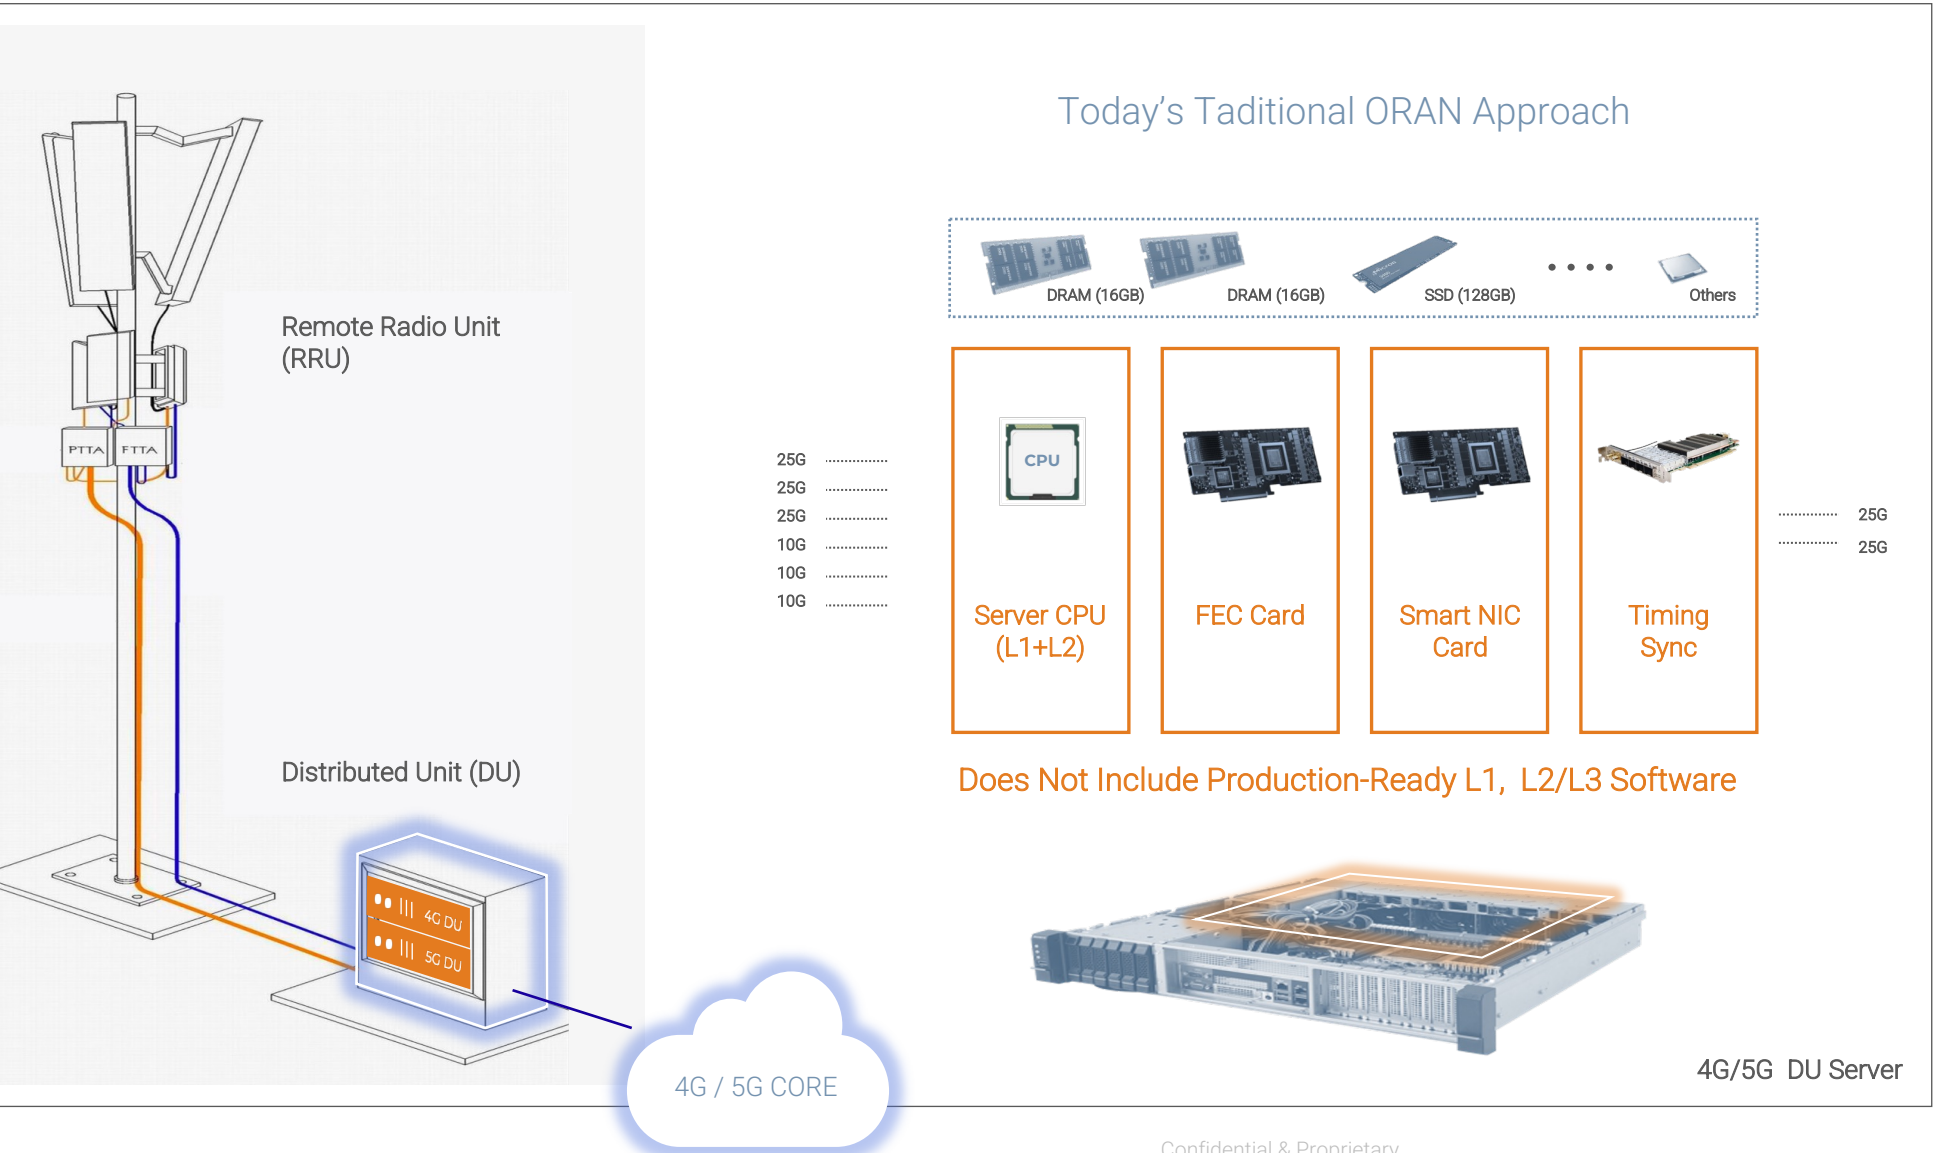 Today's Taditional ORAN Approach
DRAM (16GB)
DRAM (16GB)
SSD (128GB)
Others
Remote Radio Unit
(RRU)
PTTA
FTTA
25G
25G
25G
10G
10G
10G
CPU
Server CPU
(L1+L2)
FEC Card
Smart NIC
Card
Timing
Sync
25G
25G
Distributed Unit (DU)
Does Not Include Production-Ready L1, L2/L3 Software
4G DU
5G DU
4G / 5G CORE
4G/5G DU Server
Confidential & Proprietary